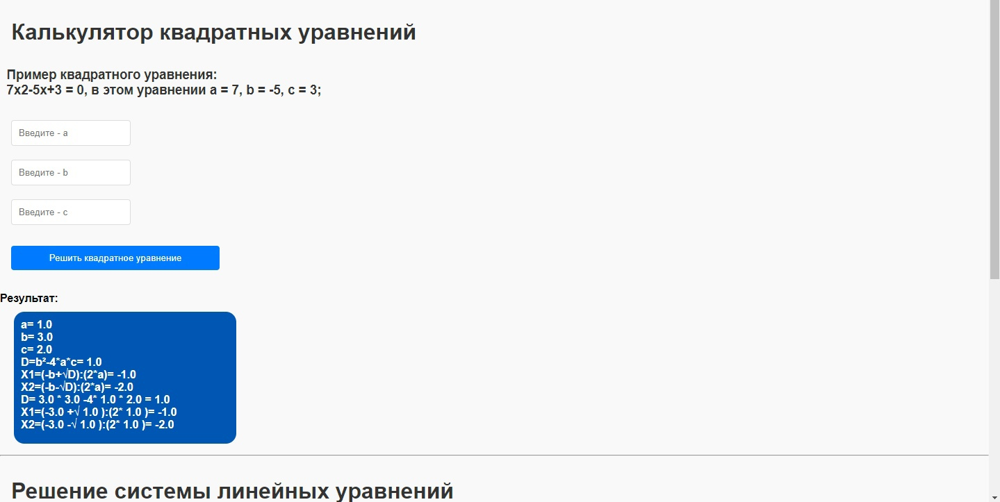 Калькулятор квадратных уравнений
Пример квадратного уравнения:
7x2-5x+3 = 0, в этом уравнении a = 7, b = -5, c = 3;
Введите - a
Введите - b
Введите - c
Решить квадратное уравнение
Результат:
a= 1.0
b= 3.0
c= 2.0
D=b²-4*a*c= 1.0
X1=(-b+√D):(2*a)= -1.0
X2=(-b-√D):(2*a)= -2.0
D= 3.0 * 3.0 -4* 1.0 * 2.0 = 1.0
X1=(-3.0 +√ 1.0 ):(2* 1.0 )= -1.0
X2=(-3.0 -√ 1.0 ):(2* 1.0 )= -2.0
Решение системы линейных уравнений